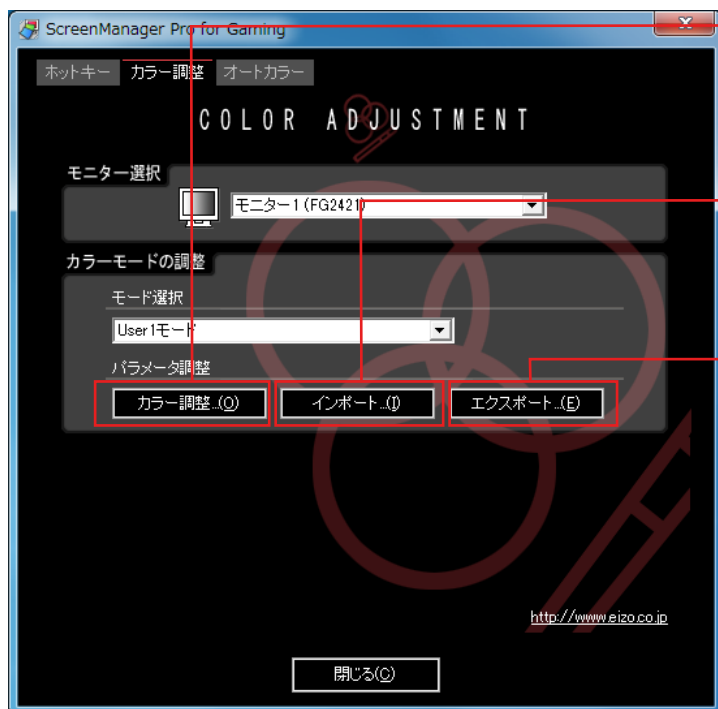 ScreenManager Pro for Gaming
ホットキー カラー調整 オートカラー
COLOR ADJUSTMENT
モニター選択
モニター1(FG2421)
カラーモードの調整
モード選択
User1モード
パラメータ調整
カラー調整...(O) インポート...(I) エクスポート...(E)
http://www.eizo.co.jp
閉じる(C)